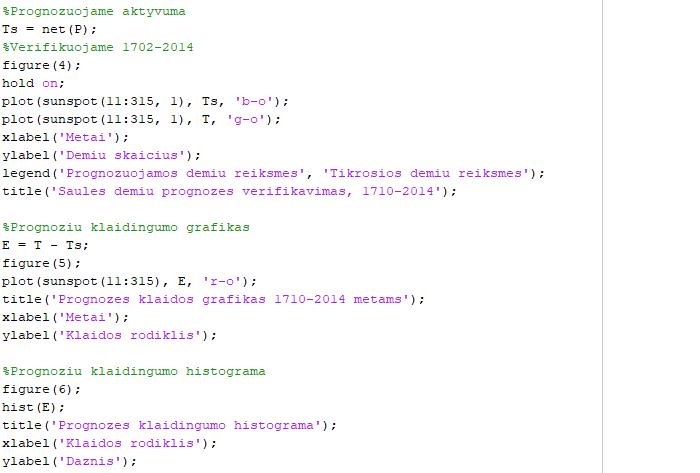 %Prognozuojame aktyvuma
Ts = net(P);
%Verifikuojame 1702-2014
figure(4);
hold on;
plot(sunspot(11:315, 1), Ts, 'b-o');
plot(sunspot(11:315, 1), T, 'g-o');
xlabel('Metai');
ylabel('Demiu skaicius');
legend('Prognozuojamos demiu reiksmes', 'Tikrosios demiu reiksmes');
title('Saules demiu prognozes verifikavimas, 1710-2014');
%Prognoziu klaidingumo grafikas
E = T - Ts;
figure(5);
plot(sunspot(11:315), E, 'r-o');
title('Prognozes klaidos grafikas 1710-2014 metams');
xlabel('Metai');
ylabel('Klaidos rodiklis');
%Prognoziu klaidingumo histograma
figure(6);
hist(E);
title('Prognozes klaidingumo histograma');
xlabel('Klaidos rodiklis');
ylabel('Daznis');